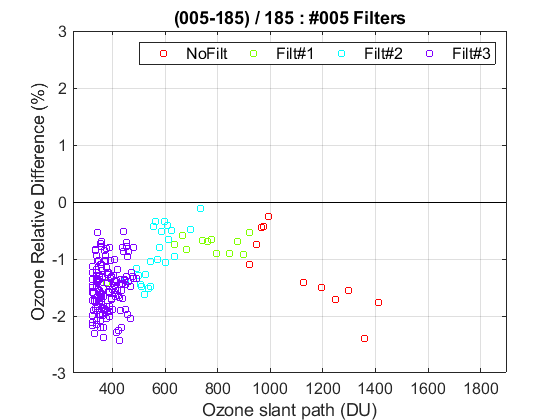 (005-185) / 185 : #005 Filters
NoFilt Filt#1 Filt#2 Filt#3
Ozone Relative Difference (%)
3
2
1
0
-1
-2
-3
400 600 800 1000 1200 1400 1600 1800
Ozone slant path (DU)